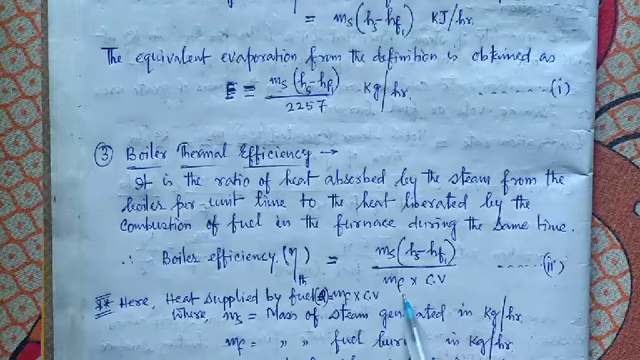 = ms(hs-hf1) KJ/hr.
The equivalent evaporation from the definition is obtained as
E = ms(hs-hf1) / 2257 Kg/hr. ......(i)
③ Boiler Thermal Efficiency →
It is the ratio of heat absorbed by the steam from the
boiler per unit time to the heat liberated by the
combustion of fuel in the furnace during the same time.
∴ Boiler efficiency (η)th = ms(hs-hf1) / mf × CV ......(ii)
Here, Heat supplied by fuel = mf × CV
where, ms = Mass of steam generated in Kg/hr
mf = " " fuel in Kg/hr